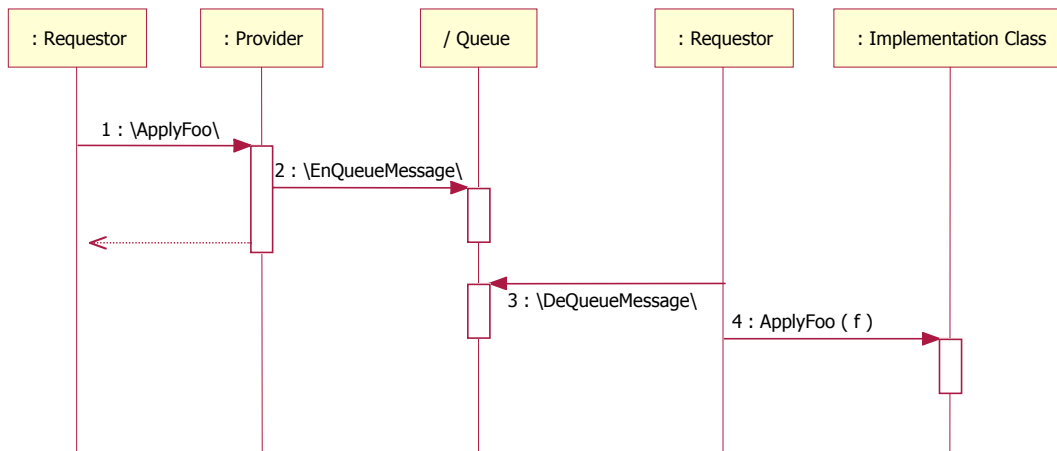 : Requestor
: Provider
/ Queue
: Requestor
: Implementation Class
1 : \ApplyFoo\
2 : \EnQueueMessage\
3 : \DeQueueMessage\
4 : ApplyFoo ( f )